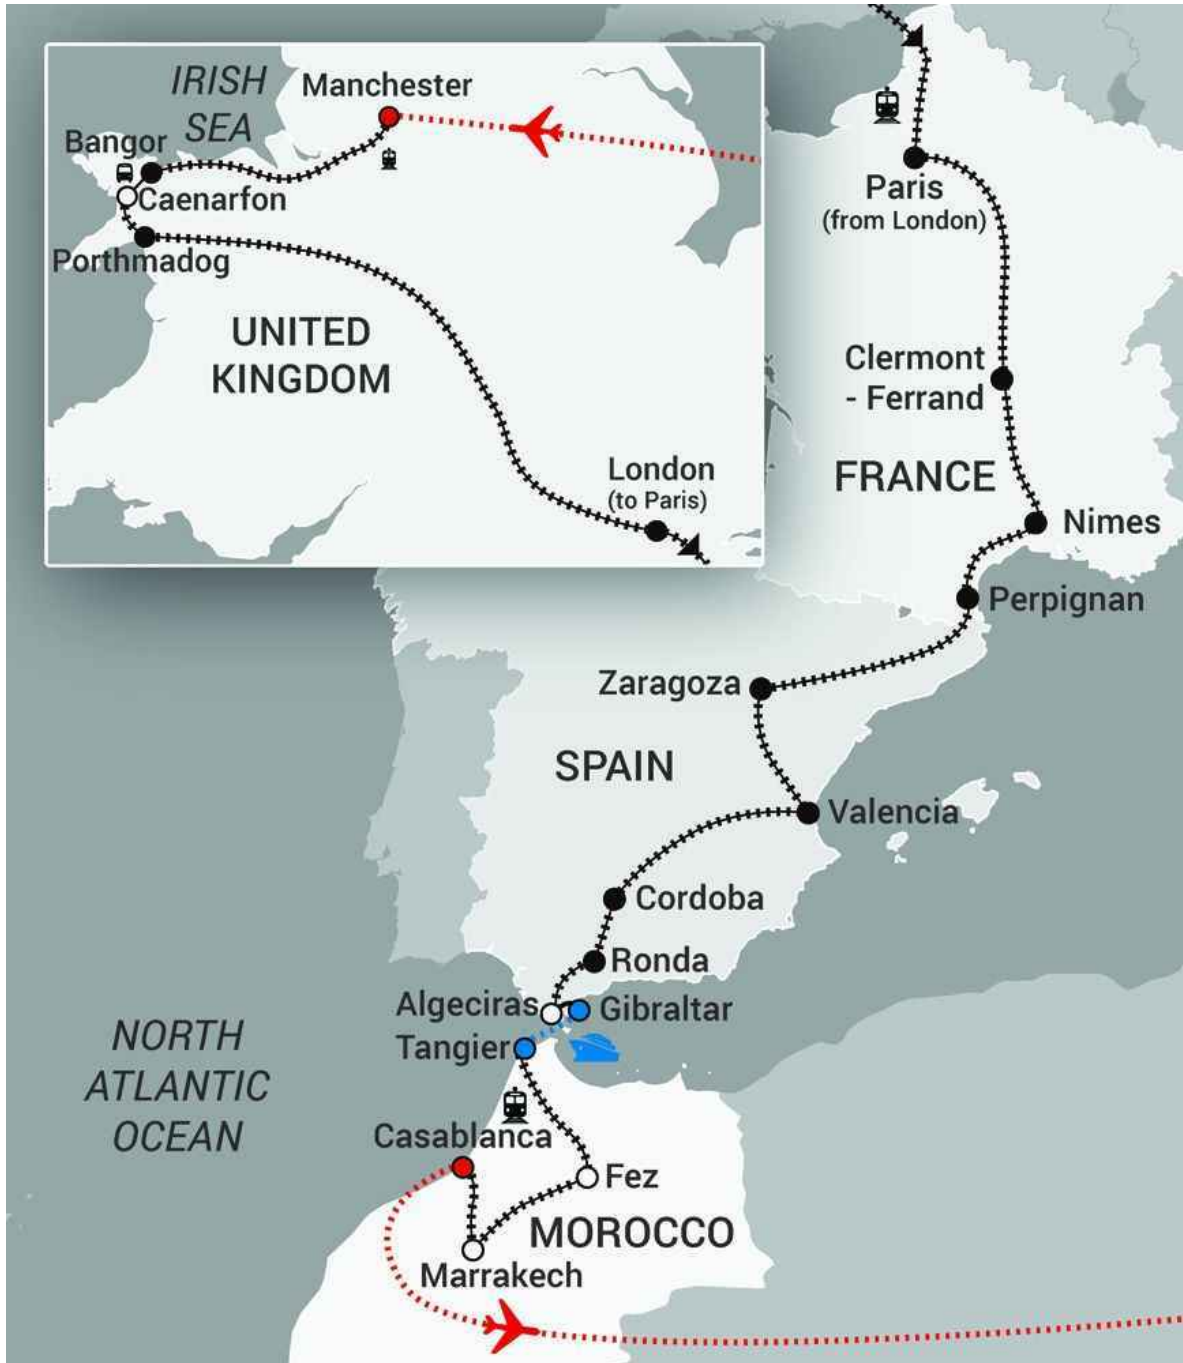 IRISH
SEA
Manchester
Bangor
Caenarfon
Porthmadog
UNITED
KINGDOM
London
(to Paris)
Paris
(from London)
Clermont
- Ferrand
FRANCE
Nimes
Perpignan
Zaragoza
SPAIN
Valencia
Cordoba
Ronda
Algeciras
Gibraltar
Tangier
NORTH
ATLANTIC
OCEAN
Casablanca
Fez
MOROCCO
Marrakech